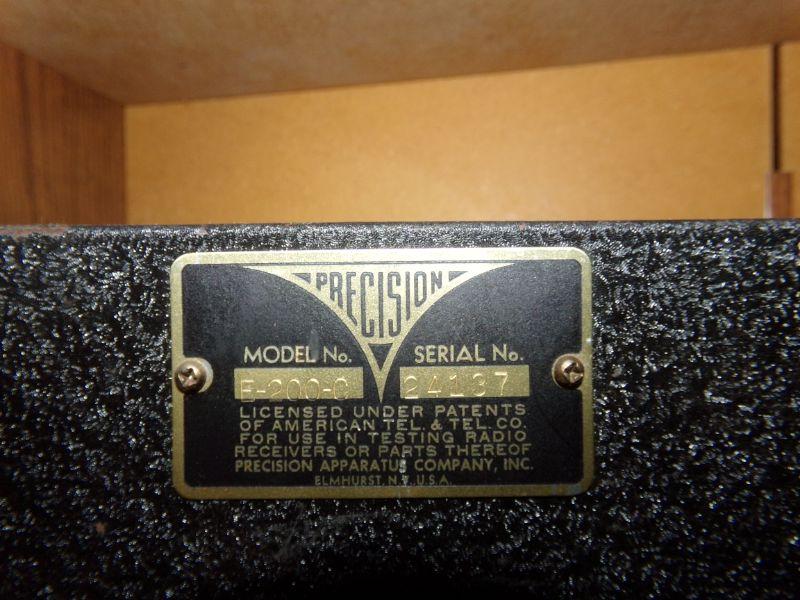 PRECISION
MODEL No. SERIAL No.
E-200-C 24137
LICENSED UNDER PATENTS
OF AMERICAN TEL. & TEL. CO.
FOR USE IN TESTING RADIO
RECEIVERS OR PARTS THEREOF
PRECISION APPARATUS COMPANY, INC.
ELMHURST, N.Y. U.S.A.